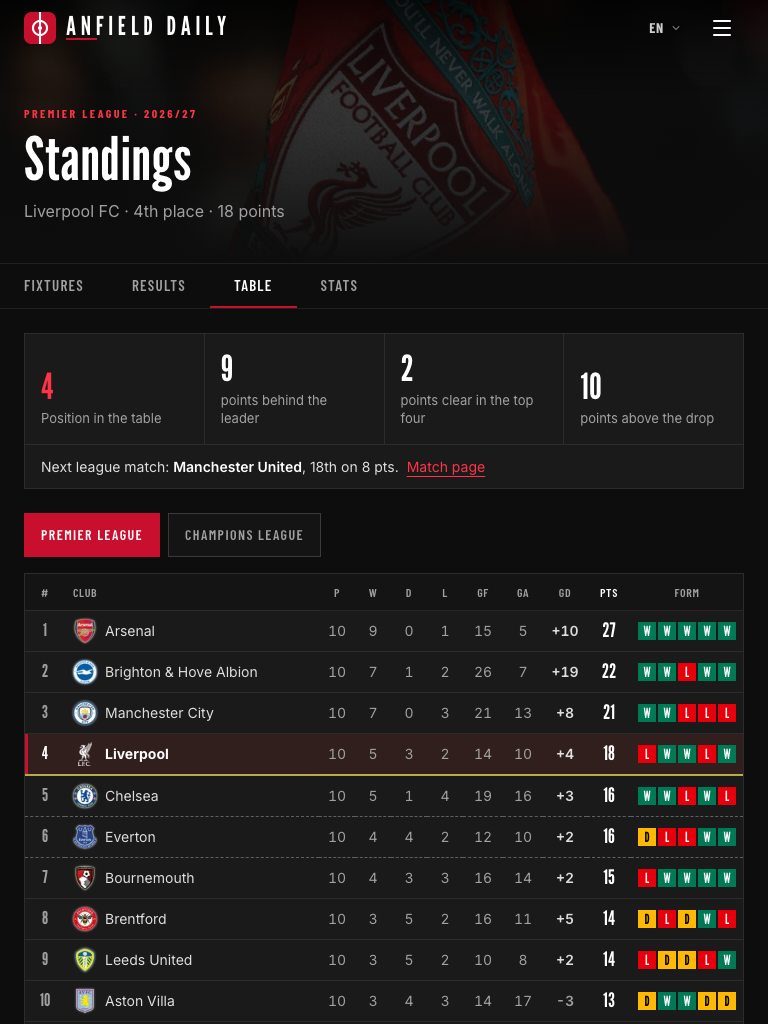 ANFIELD DAILY
EN
YOU'LL NEVER WALK ALONE
LIVERPOOL
FOOTBALL CLUB
PREMIER LEAGUE · 2026/27
Standings
Liverpool FC · 4th place · 18 points
FIXTURES RESULTS TABLE STATS
4
Position in the table
9
points behind the
leader
2
points clear in the top
four
10
points above the drop
Next league match: Manchester United, 18th on 8 pts. Match page
PREMIER LEAGUE CHAMPIONS LEAGUE
# CLUB P W D L GF GA GD PTS FORM
1 Arsenal 10 9 0 1 15 5 +10 27 W W W W W
2 Brighton & Hove Albion 10 7 1 2 26 7 +19 22 W W L W W
3 Manchester City 10 7 0 3 21 13 +8 21 W W L L L
4 Liverpool 10 5 3 2 14 10 +4 18 L W W L W
5 Chelsea 10 5 1 4 19 16 +3 16 W W L W L
6 Everton 10 4 4 2 12 10 +2 16 D L L W W
7 Bournemouth 10 4 3 3 16 14 +2 15 L W W W W
8 Brentford 10 3 5 2 16 11 +5 14 D L D W L
9 Leeds United 10 3 5 2 10 8 +2 14 L D D L W
10 Aston Villa 10 3 4 3 14 17 -3 13 D W W D D